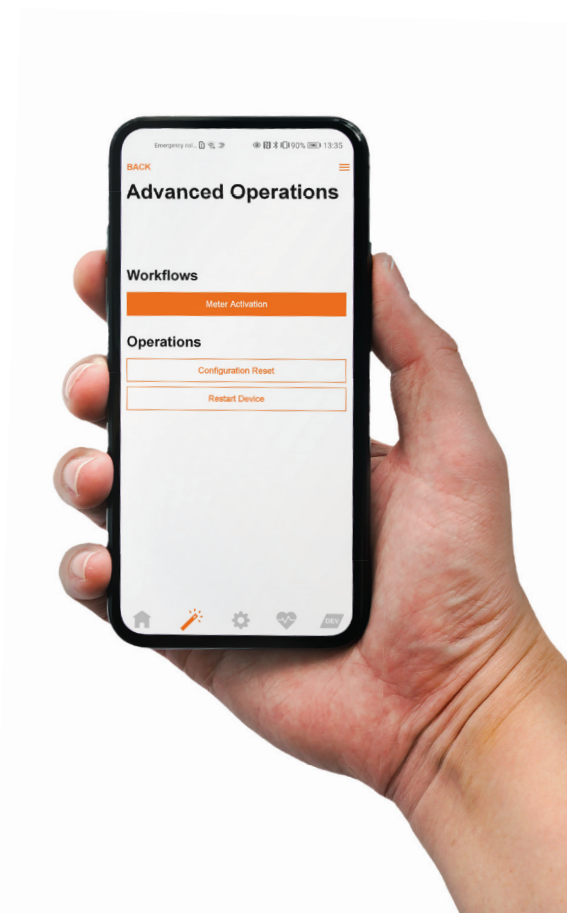 Emergency cal... 90% 13:35
BACK
Advanced Operations
Workflows
Meter Activation
Operations
Configuration Reset
Restart Device
DEV